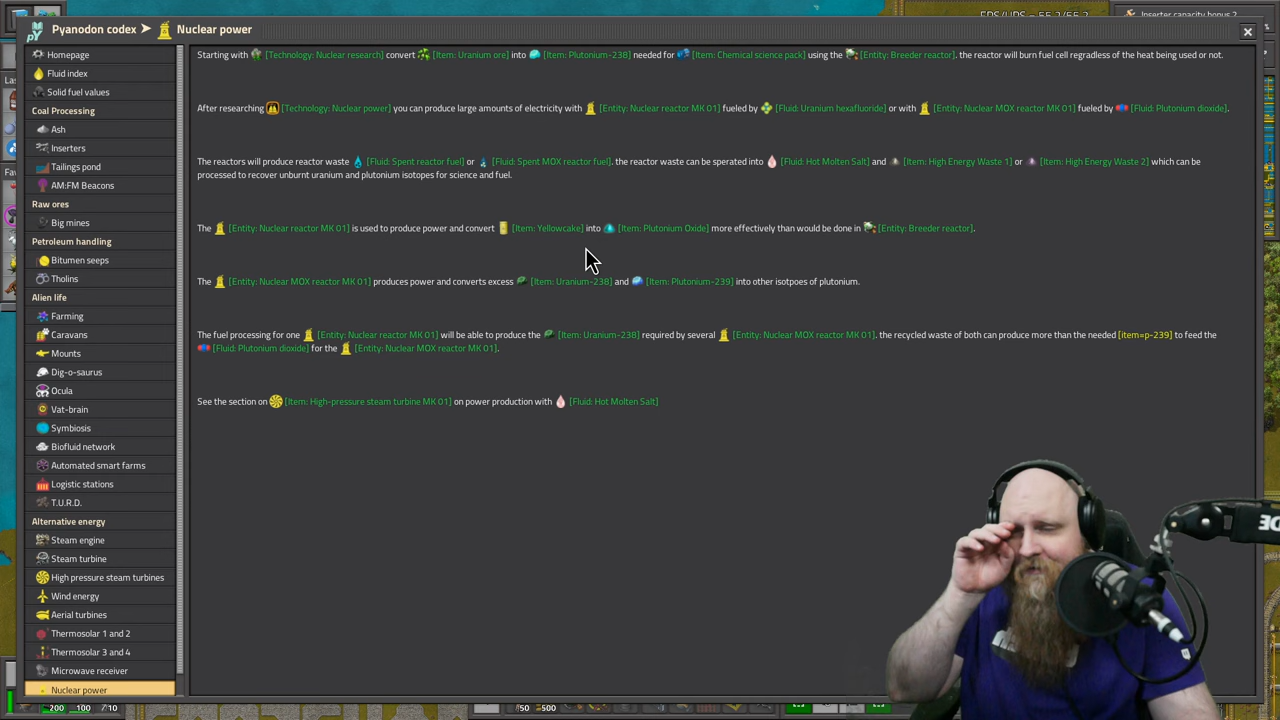 Pyanodon codex Nuclear power
Homepage
Fluid index
Solid fuel values
Coal Processing
Ash
Inserters
Tailings pond
AM:FM Beacons
Raw ores
Big mines
Petroleum handling
Bitumen seeps
Tholins
Alien life
Farming
Caravans
Mounts
Dig-o-saurus
Ocula
Vat-brain
Symbiosis
Biofluid network
Automated smart farms
Logistic stations
T.U.R.D.
Alternative energy
Steam engine
Steam turbine
High pressure steam turbines
Wind energy
Aerial turbines
Thermosolar 1 and 2
Thermosolar 3 and 4
Microwave receiver
Nuclear power
Starting with [Technology: Nuclear research] convert [Item: Uranium ore] into [Item: Plutonium-238] needed for [Item: Chemical science pack] using the [Entity: Breeder reactor]. the reactor will burn fuel cell regradless of the heat being used or not.
After researching [Technology: Nuclear power] you can produce large amounts of electricity with [Entity: Nuclear reactor MK 01] fueled by [Fluid: Uranium hexafluoride] or with [Entity: Nuclear MOX reactor MK 01] fueled by [Fluid: Plutonium dioxide].
The reactors will produce reactor waste [Fluid: Spent reactor fuel] or [Fluid: Spent MOX reactor fuel]. the reactor waste can be sperated into [Fluid: Hot Molten Salt] and [Item: High Energy Waste 1] or [Item: High Energy Waste 2] which can be
processed to recover unburnt uranium and plutonium isotopes for science and fuel.
The [Entity: Nuclear reactor MK 01] is used to produce power and convert [Item: Yellowcake] into [Item: Plutonium Oxide] more effectively than would be done in [Entity: Breeder reactor].
The [Entity: Nuclear MOX reactor MK 01] produces power and converts excess [Item: Uranium-238] and [Item: Plutonium-239] into other isotpoes of plutonium.
The fuel processing for one [Entity: Nuclear reactor MK 01] will be able to produce the [Item: Uranium-238] required by several [Entity: Nuclear MOX reactor MK 01]. the recycled waste of both can produce more than the needed [item=p-239] to feed the
[Fluid: Plutonium dioxide] for the [Entity: Nuclear MOX reactor MK 01].
See the section on [Item: High-pressure steam turbine MK 01] on power production with [Fluid: Hot Molten Salt]
200 100 /10
/50 ~500